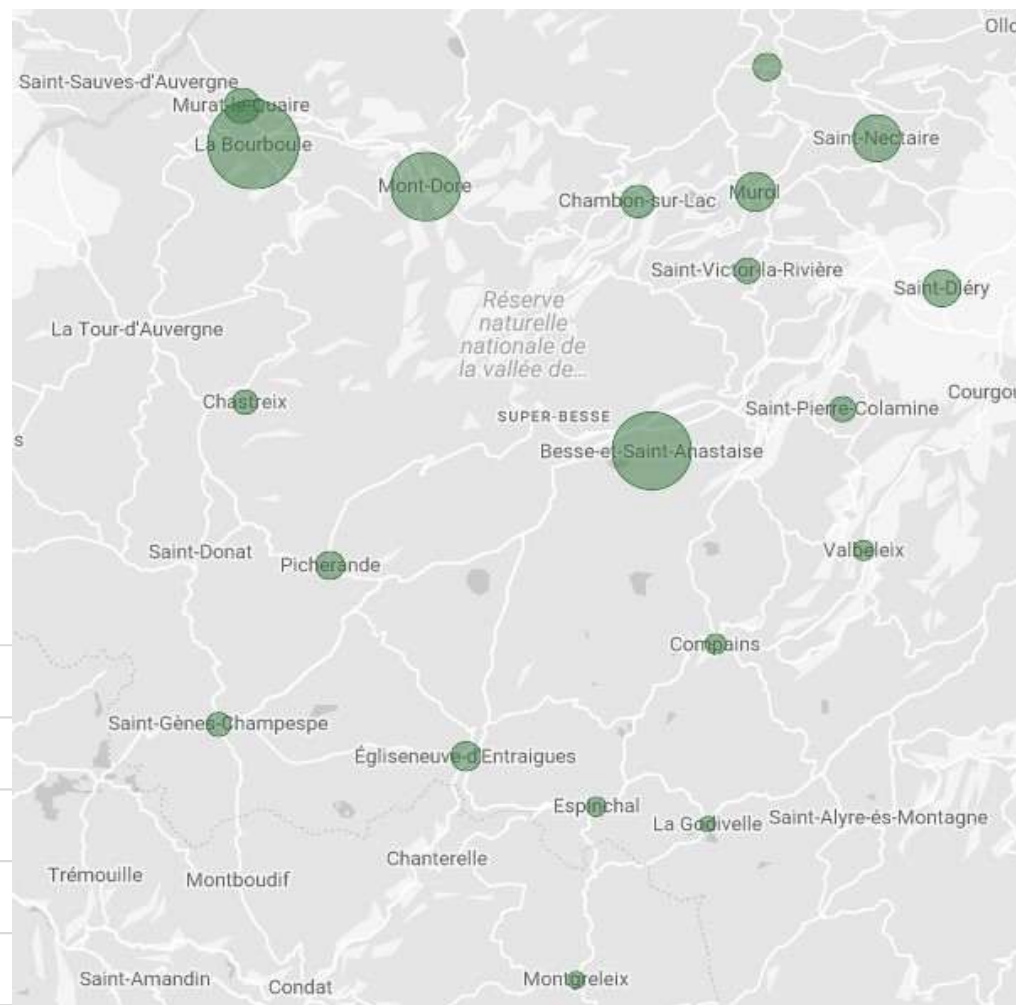 Ollo
Saint-Sauves-d'Auvergne
Murat-le-Quaire
La Bourboule
Saint-Nectaire
Mont-Dore
Chambon-sur-Lac
Murol
Saint-Victor-la-Rivière
Saint-Diéry
Réserve
naturelle
nationale de
la vallée de...
La Tour-d'Auvergne
Chastreix
Courgou
SUPER-BESSE
Saint-Pierre-Colamine
s
Besse-et-Saint-Anastaise
Saint-Donat
Picherande
Valbeleix
Compains
Saint-Gènes-Champespe
Égliseneuve-d'Entraigues
Espinchal
La Godivelle
Saint-Alyre-és-Montagne
Chanterelle
Trémouille
Montboudif
Saint-Amandin
Condat
Montgreleix